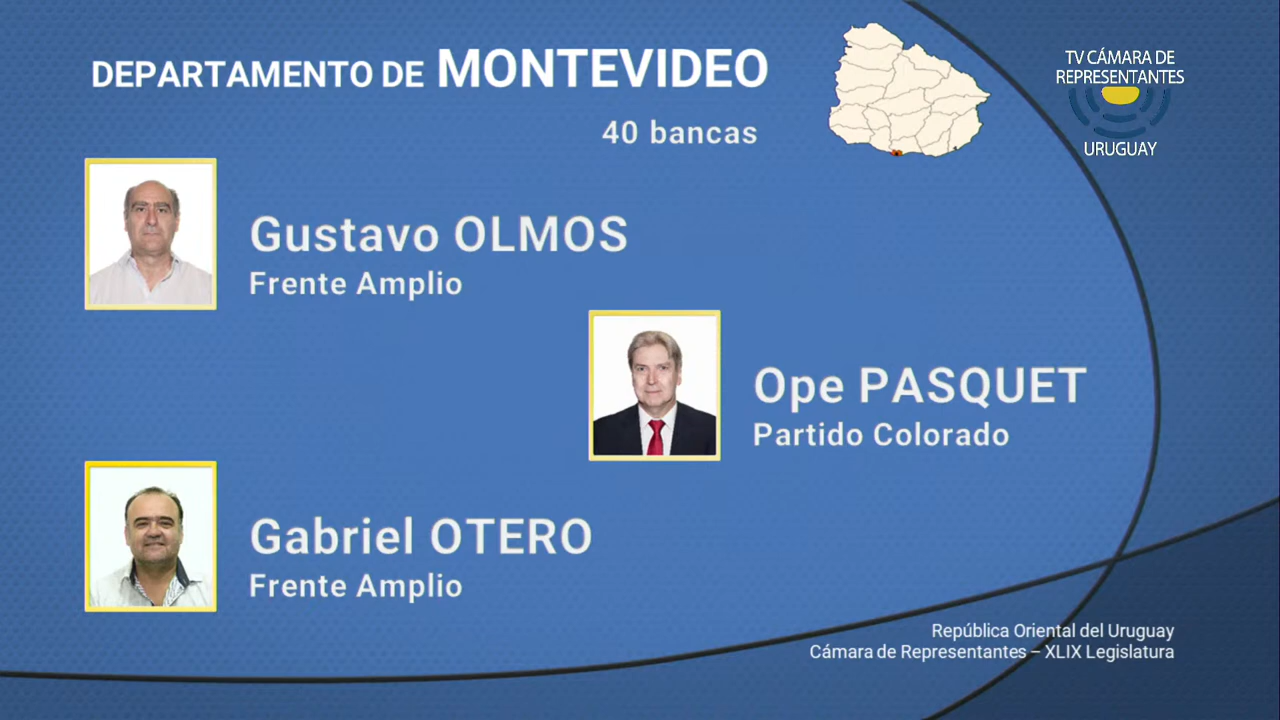 DEPARTAMENTO DE MONTEVIDEO
40 bancas
TV CÁMARA DE
REPRESENTANTES
URUGUAY
Gustavo OLMOS
Frente Amplio
Ope PASQUET
Partido Colorado
Gabriel OTERO
Frente Amplio
República Oriental del Uruguay
Cámara de Representantes – XLIX Legislatura